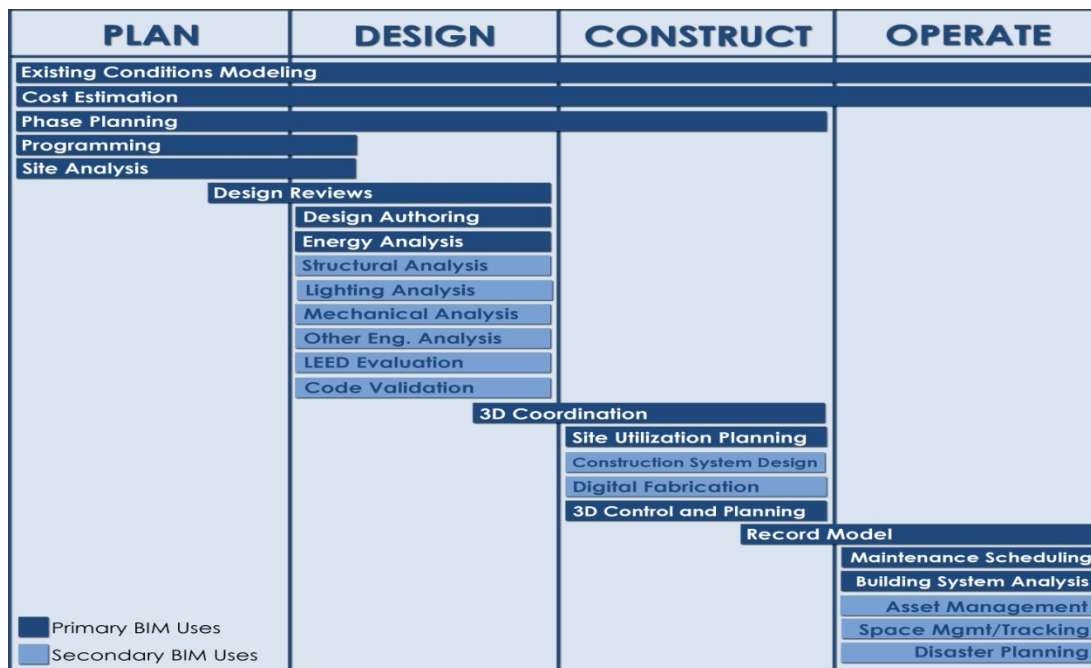 PLAN DESIGN CONSTRUCT OPERATE
Existing Conditions Modeling
Cost Estimation
Phase Planning
Programming
Site Analysis
Design Reviews
Design Authoring
Energy Analysis
Structural Analysis
Lighting Analysis
Mechanical Analysis
Other Eng. Analysis
LEED Evaluation
Code Validation
3D Coordination
Site Utilization Planning
Construction System Design
Digital Fabrication
3D Control and Planning
Record Model
Maintenance Scheduling
Building System Analysis
Asset Management
Space Mgmt/Tracking
Disaster Planning
Primary BIM Uses
Secondary BIM Uses